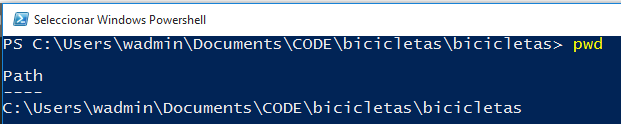 Seleccionar Windows Powershell
PS C:\Users\wadmin\Documents\CODE\bicicletas\bicicletas> pwd
Path
----
C:\Users\wadmin\Documents\CODE\bicicletas\bicicletas